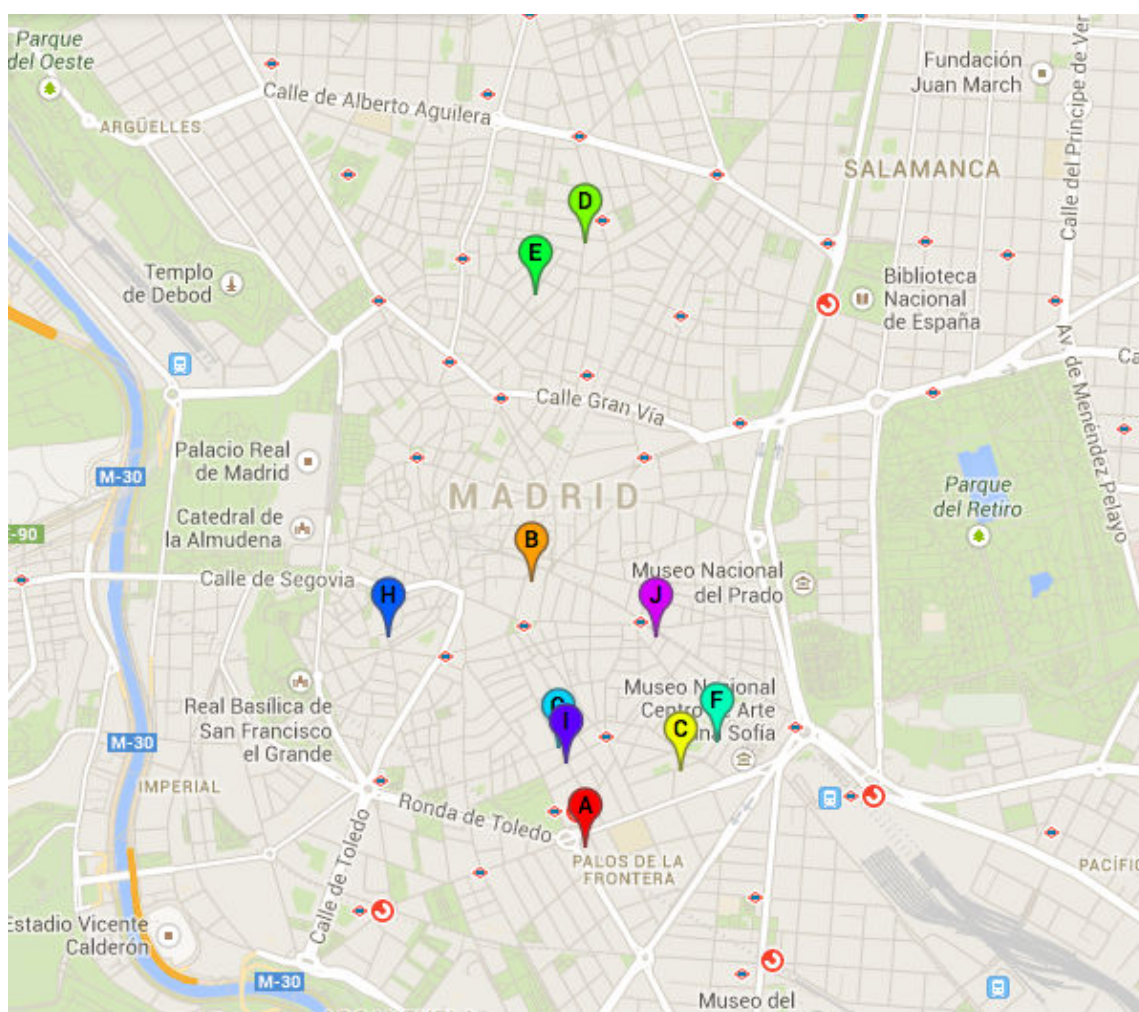 Parque
del Oeste
Fundación
Juan March
Calle del Príncipe de Ver
Calle de Alberto Aguilera
ARGÜELLES
SALAMANCA
D
E
Templo
de Debod
Biblioteca
Nacional
de España
Av. de Menéndez Pelayo
Ca
Calle Gran Vía
Palacio Real
de Madrid
M-30
MADRID
Parque
del Retiro
Catedral de
la Almudena
-90
B
Calle de Segovia
Museo Nacional
del Prado
H
J
Real Basílica de
San Francisco
el Grande
Museo Nacional
Centro de Arte
ina Sofía
F
I
C
M-30
IMPERIAL
A
Ronda de Toledo
Calle de Toledo
PALOS DE LA
FRONTERA
PACÍFIC
Estadio Vicente
Calderón
M-30
Museo del